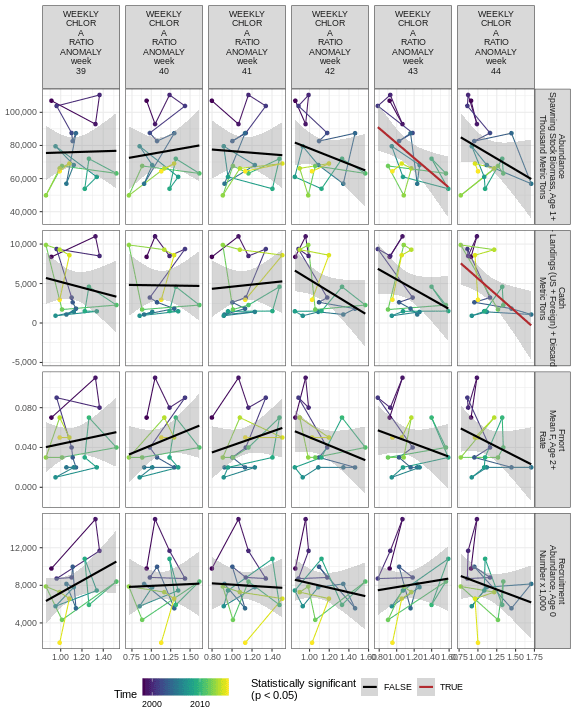 WEEKLY
CHLOR
A
RATIO
ANOMALY
week
39
WEEKLY
CHLOR
A
RATIO
ANOMALY
week
40
WEEKLY
CHLOR
A
RATIO
ANOMALY
week
41
WEEKLY
CHLOR
A
RATIO
ANOMALY
week
42
WEEKLY
CHLOR
A
RATIO
ANOMALY
week
43
WEEKLY
CHLOR
A
RATIO
ANOMALY
week
44
100,000
80,000
60,000
40,000
Abundance
Spawning Stock Biomass, Age 1+
Thousand Metric Tons
10,000
5,000
0
-5,000
Catch
Landings (US + Foreign) + Discard
Metric Tons
0.080
0.040
0.000
Fmort
Mean F, Age 2+
Rate
12,000
8,000
4,000
Recruitment
Abundance, Age 0
Number x 1,000
1.00 1.20 1.40
0.75 1.00 1.25 1.50
0.80 1.00 1.20 1.40
1.00 1.20 1.40 1.60
1.00 1.20 1.40 1.60
0.75 1.00 1.25 1.50 1.75
Time
2000 2010
Statistically significant
(p < 0.05)
FALSE
TRUE